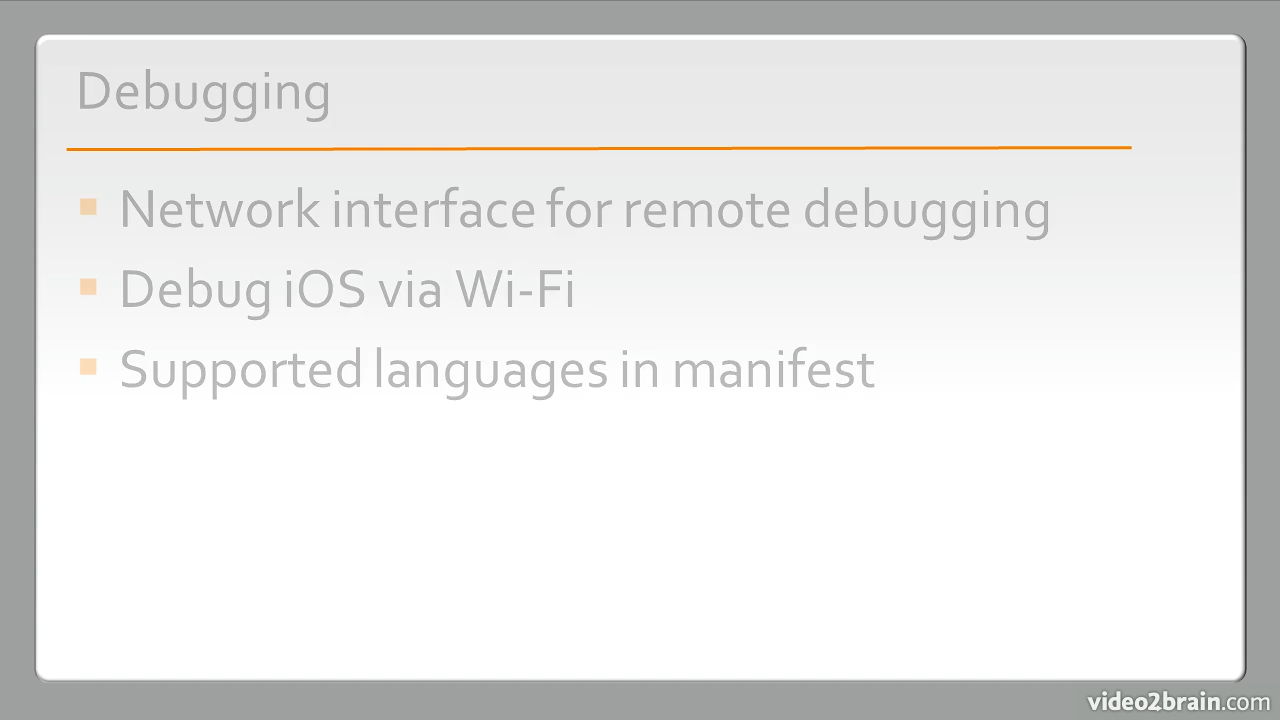 Debugging
Network interface for remote debugging
Debug iOS via Wi-Fi
Supported languages in manifest
video2brain.com